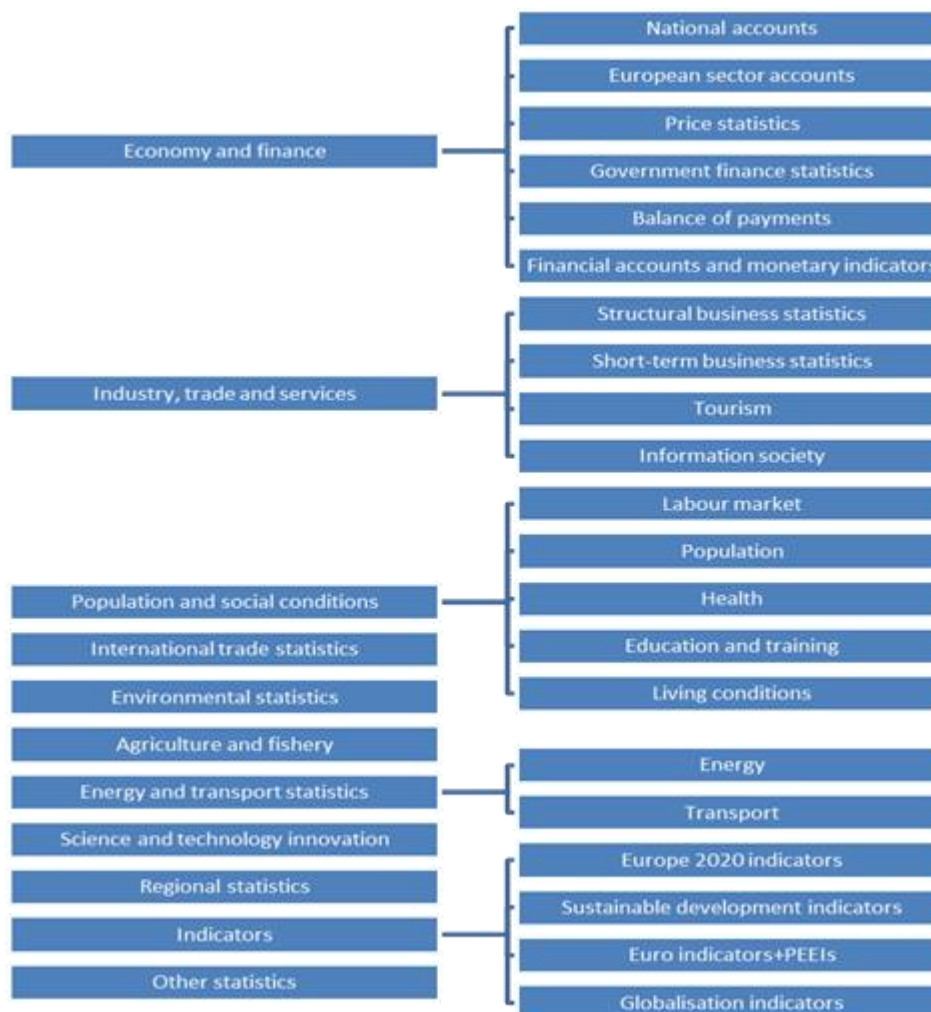 Economy and finance
National accounts
European sector accounts
Price statistics
Government finance statistics
Balance of payments
Financial accounts and monetary indicators
Industry, trade and services
Structural business statistics
Short-term business statistics
Tourism
Information society
Population and social conditions
Labour market
Population
Health
Education and training
Living conditions
International trade statistics
Environmental statistics
Agriculture and fishery
Energy and transport statistics
Energy
Transport
Science and technology innovation
Regional statistics
Indicators
Europe 2020 indicators
Sustainable development indicators
Euro indicators+PEEIs
Globalisation indicators
Other statistics